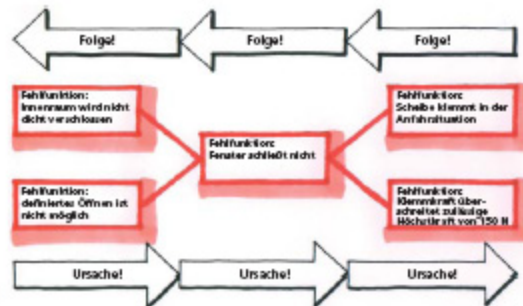 Folge!
Folge!
Folge!
Fehlfunktion:
Innenraum wird nicht
dicht verschlossen
Fehlfunktion:
Scheibe klemmt in der
Anfahrsituation
Fehlfunktion:
Fenster schließt nicht
Fehlfunktion:
definiertes Öffnen ist
nicht möglich
Fehlfunktion:
Klemmkraft über-
schreitet zulässige
Höchstkraft von 150 N
Ursache!
Ursache!
Ursache!